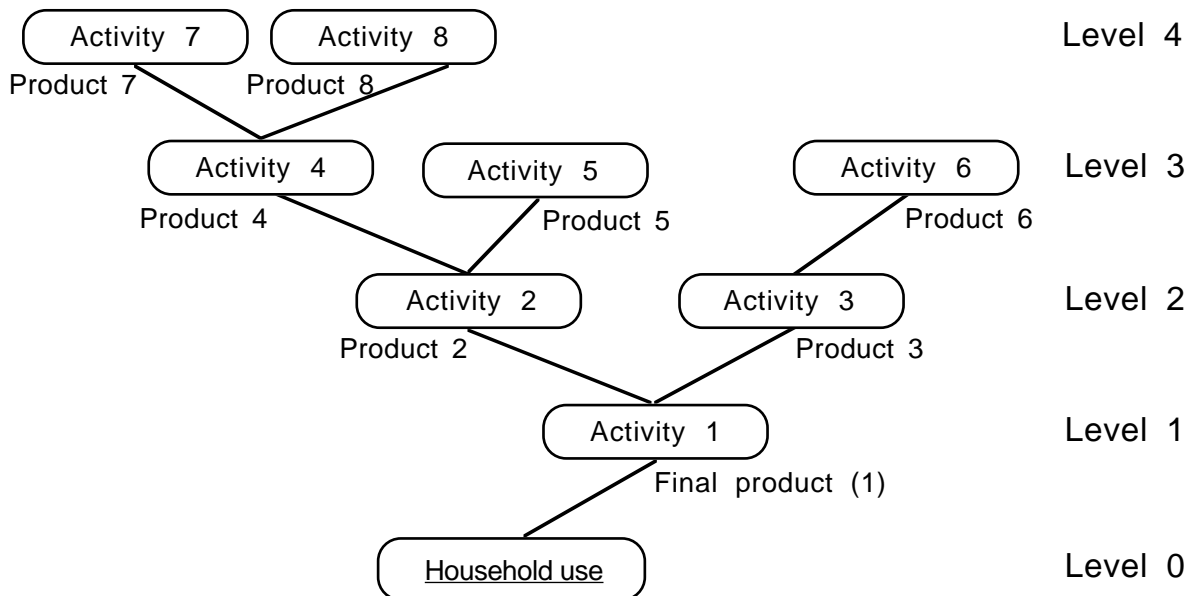 Activity 7
Activity 8
Level 4
Product 7
Product 8
Activity 4
Activity 5
Activity 6
Level 3
Product 4
Product 5
Product 6
Activity 2
Activity 3
Level 2
Product 2
Product 3
Activity 1
Level 1
Final product (1)
Household use
Level 0